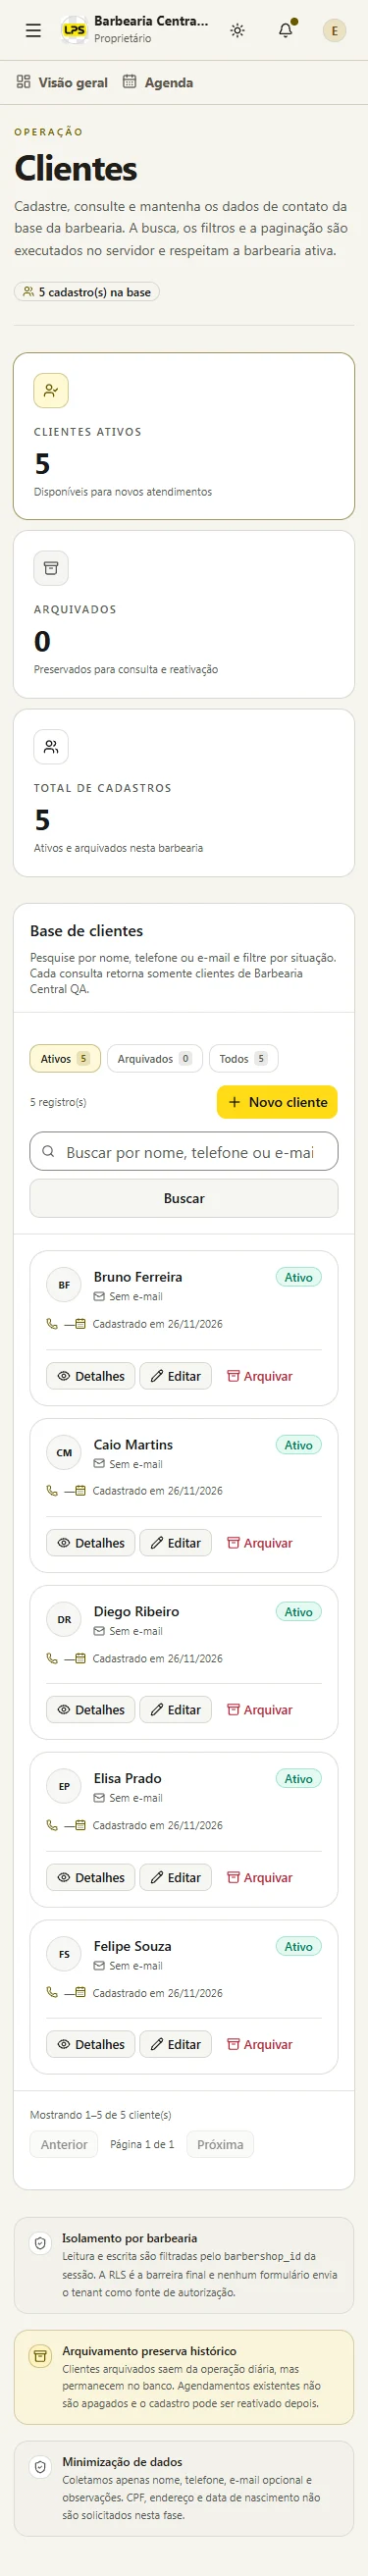 LPS
Barbearia Centra...
Proprietário
E
Visão geral
Agenda
OPERAÇÃO
Clientes
Cadastre, consulte e mantenha os dados de contato da
base da barbearia. A busca, os filtros e a paginação são
executados no servidor e respeitam a barbearia ativa.
5 cadastro(s) na base
CLIENTES ATIVOS
5
Disponíveis para novos atendimentos
ARQUIVADOS
0
Preservados para consulta e reativação
TOTAL DE CADASTROS
5
Ativos e arquivados nesta barbearia
Base de clientes
Pesquise por nome, telefone ou e-mail e filtre por situação.
Cada consulta retorna somente clientes de Barbearia
Central QA.
Ativos 5
Arquivados 0
Todos 5
5 registro(s)
+ Novo cliente
Buscar por nome, telefone ou e-mai
Buscar
BF
Bruno Ferreira
Ativo
Sem e-mail
— Cadastrado em 26/11/2026
Detalhes
Editar
Arquivar
CM
Caio Martins
Ativo
Sem e-mail
— Cadastrado em 26/11/2026
Detalhes
Editar
Arquivar
DR
Diego Ribeiro
Ativo
Sem e-mail
— Cadastrado em 26/11/2026
Detalhes
Editar
Arquivar
EP
Elisa Prado
Ativo
Sem e-mail
— Cadastrado em 26/11/2026
Detalhes
Editar
Arquivar
FS
Felipe Souza
Ativo
Sem e-mail
— Cadastrado em 26/11/2026
Detalhes
Editar
Arquivar
Mostrando 1–5 de 5 cliente(s)
Anterior
Página 1 de 1
Próxima
Isolamento por barbearia
Leitura e escrita são filtradas pelo barbershop_id da
sessão. A RLS é a barreira final e nenhum formulário envia
o tenant como fonte de autorização.
Arquivamento preserva histórico
Clientes arquivados saem da operação diária, mas
permanecem no banco. Agendamentos existentes não
são apagados e o cadastro pode ser reativado depois.
Minimização de dados
Coletamos apenas nome, telefone, e-mail opcional e
observações. CPF, endereço e data de nascimento não
são solicitados nesta fase.